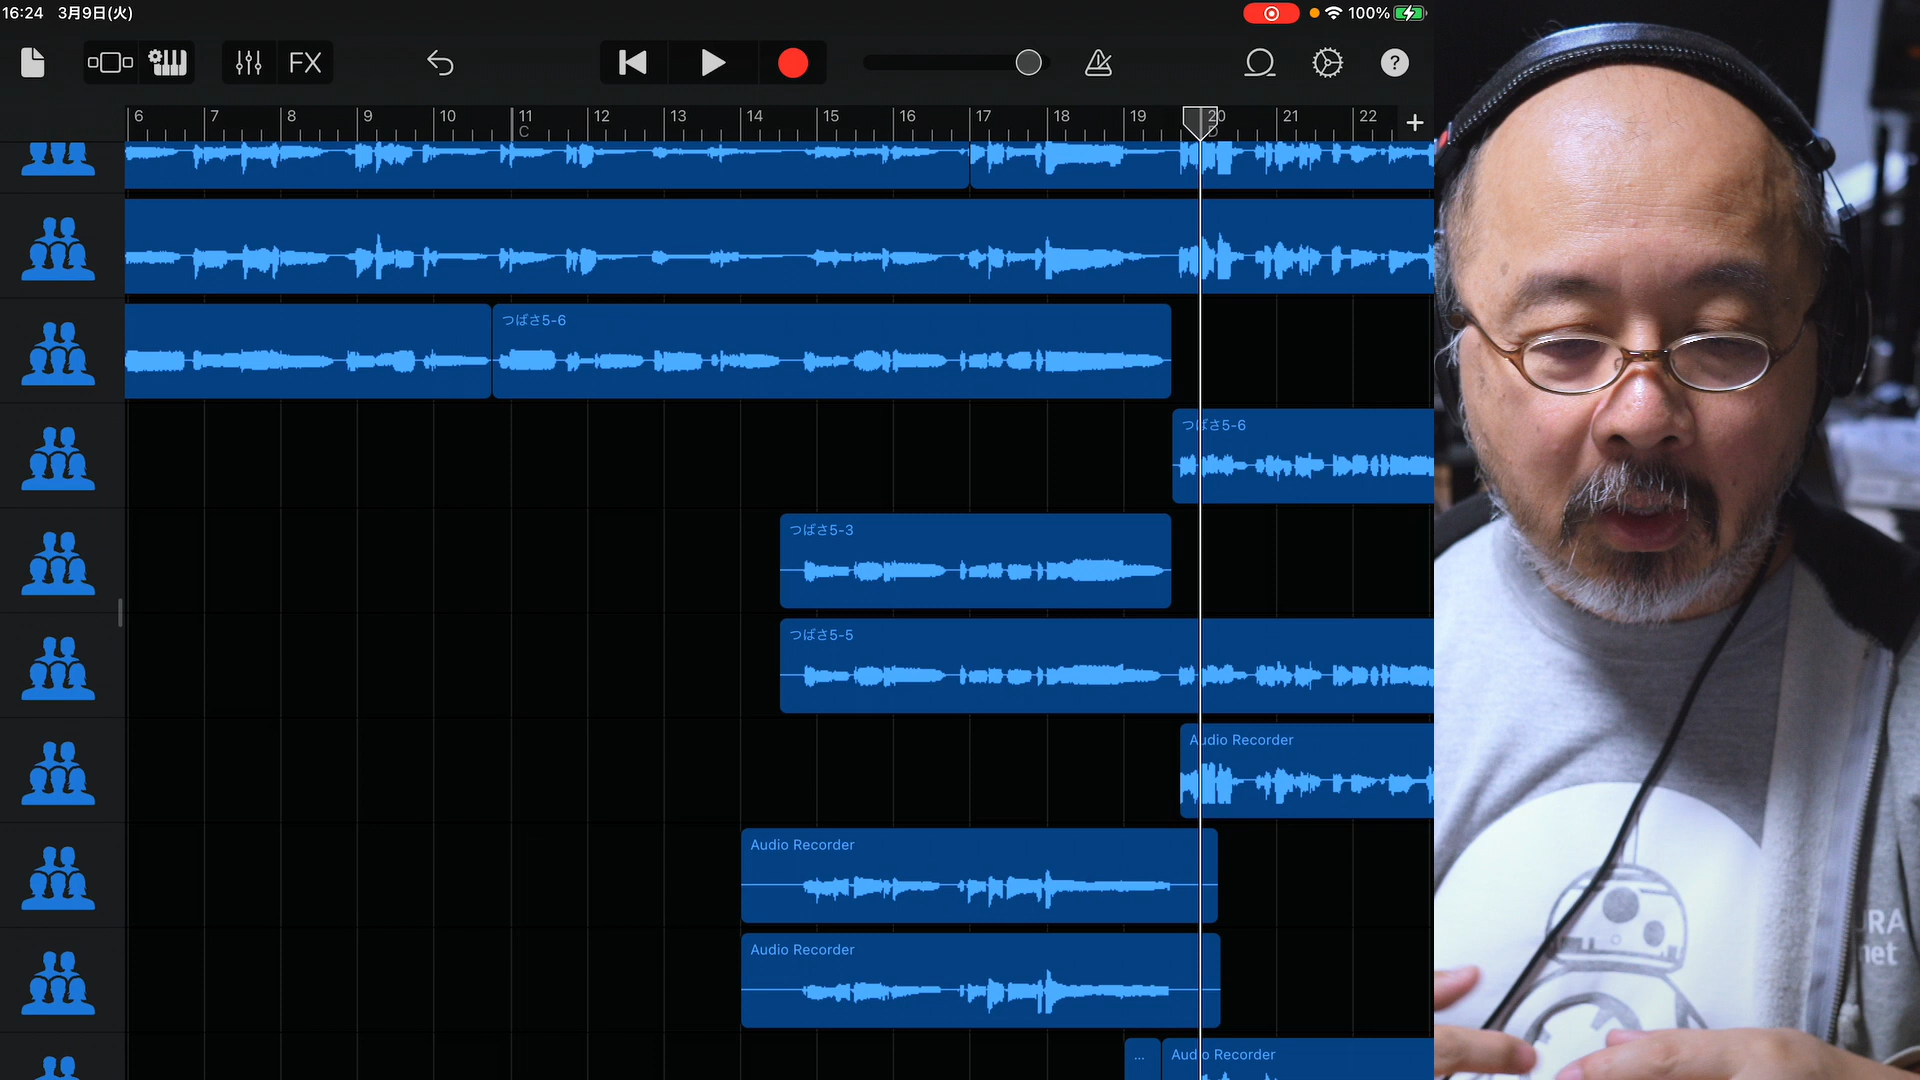 16:24 3月9日(火)
100%
FX
?
6 7 8 9 10 11 12 13 14 15 16 17 18 19 20 21 22 +
C
D
つばさ5-6
つばさ5-6
つばさ5-3
つばさ5-5
Audio Recorder
Audio Recorder
Audio Recorder
... Audio Recorder
URA
net